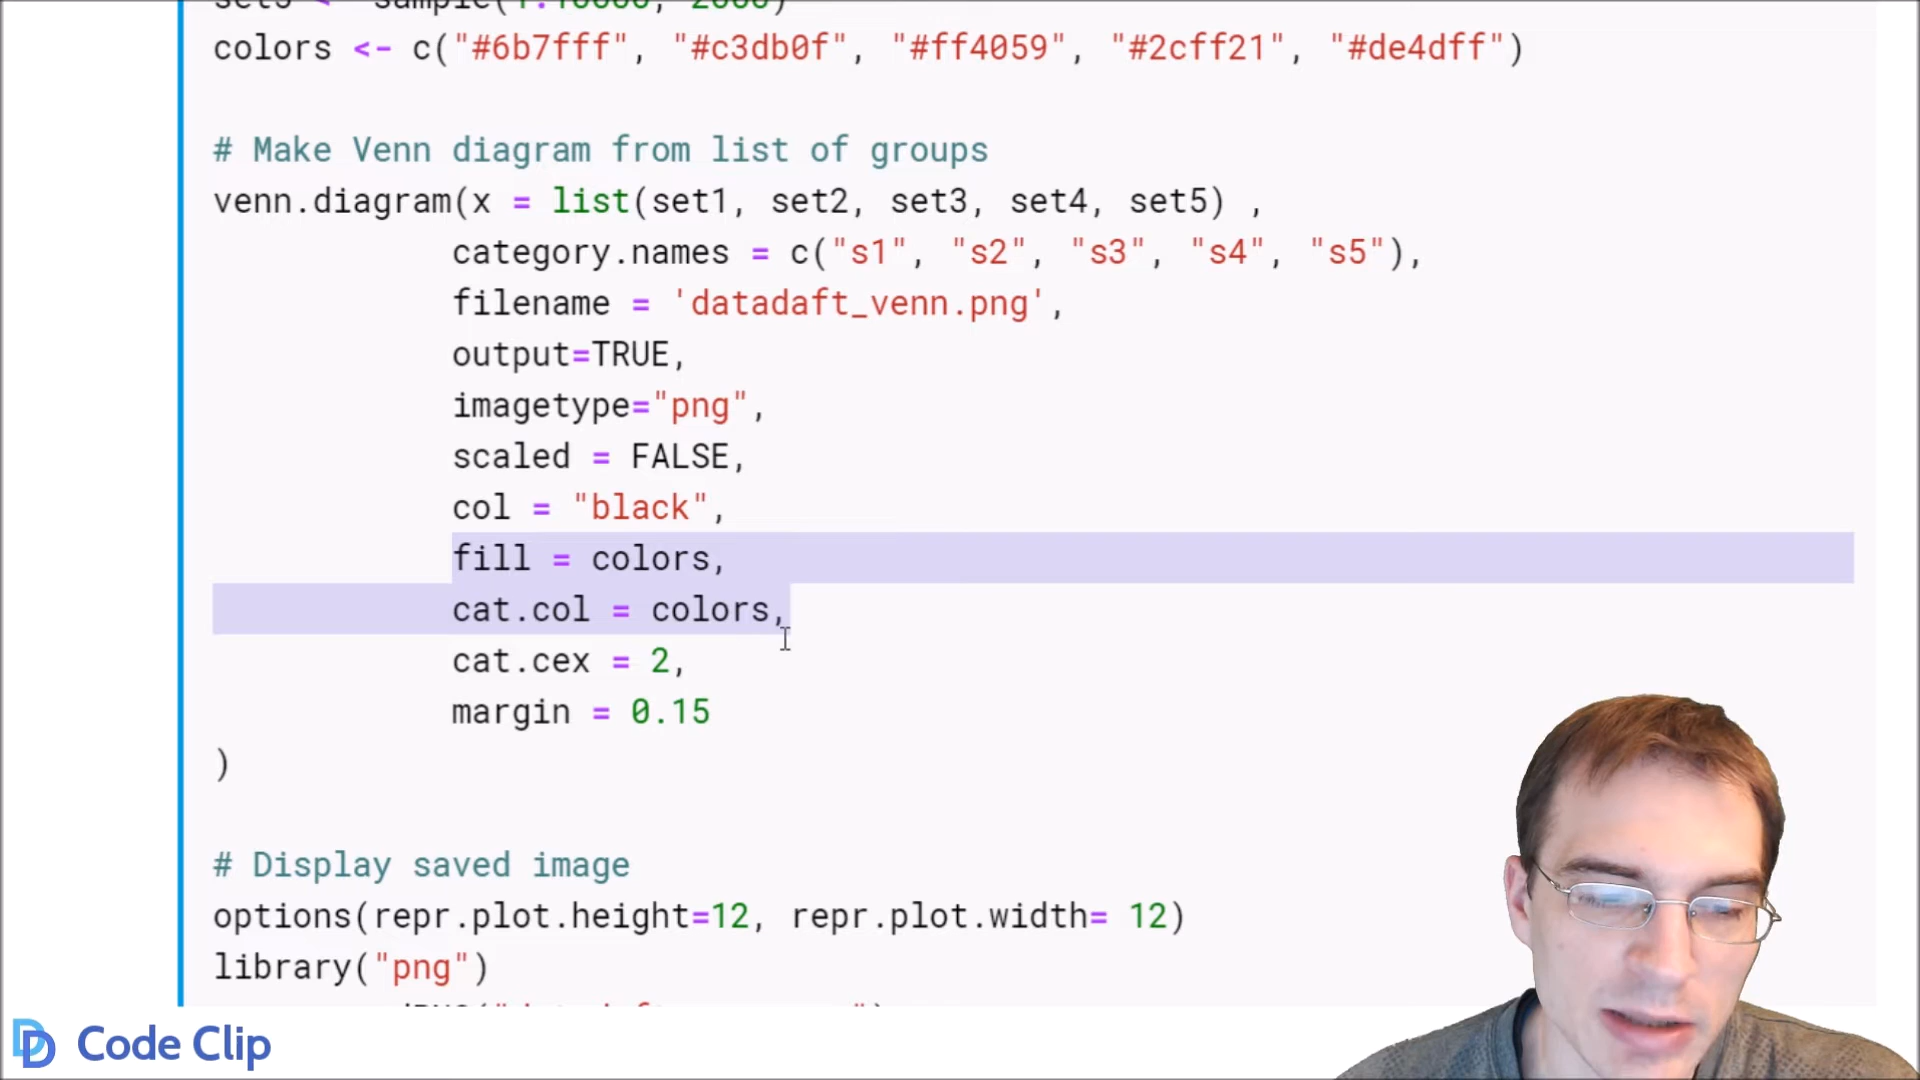 colors <- c("#6b7fff", "#c3db0f", "#ff4059", "#2cff21", "#de4dff")
# Make Venn diagram from list of groups
venn.diagram(x = list(set1, set2, set3, set4, set5) ,
category.names = c("s1", "s2", "s3", "s4", "s5"),
filename = 'datadaft_venn.png',
output=TRUE,
imagetype="png",
scaled = FALSE,
col = "black",
fill = colors,
cat.col = colors,
cat.cex = 2,
margin = 0.15
)
# Display saved image
options(repr.plot.height=12, repr.plot.width= 12)
library("png")
Code Clip